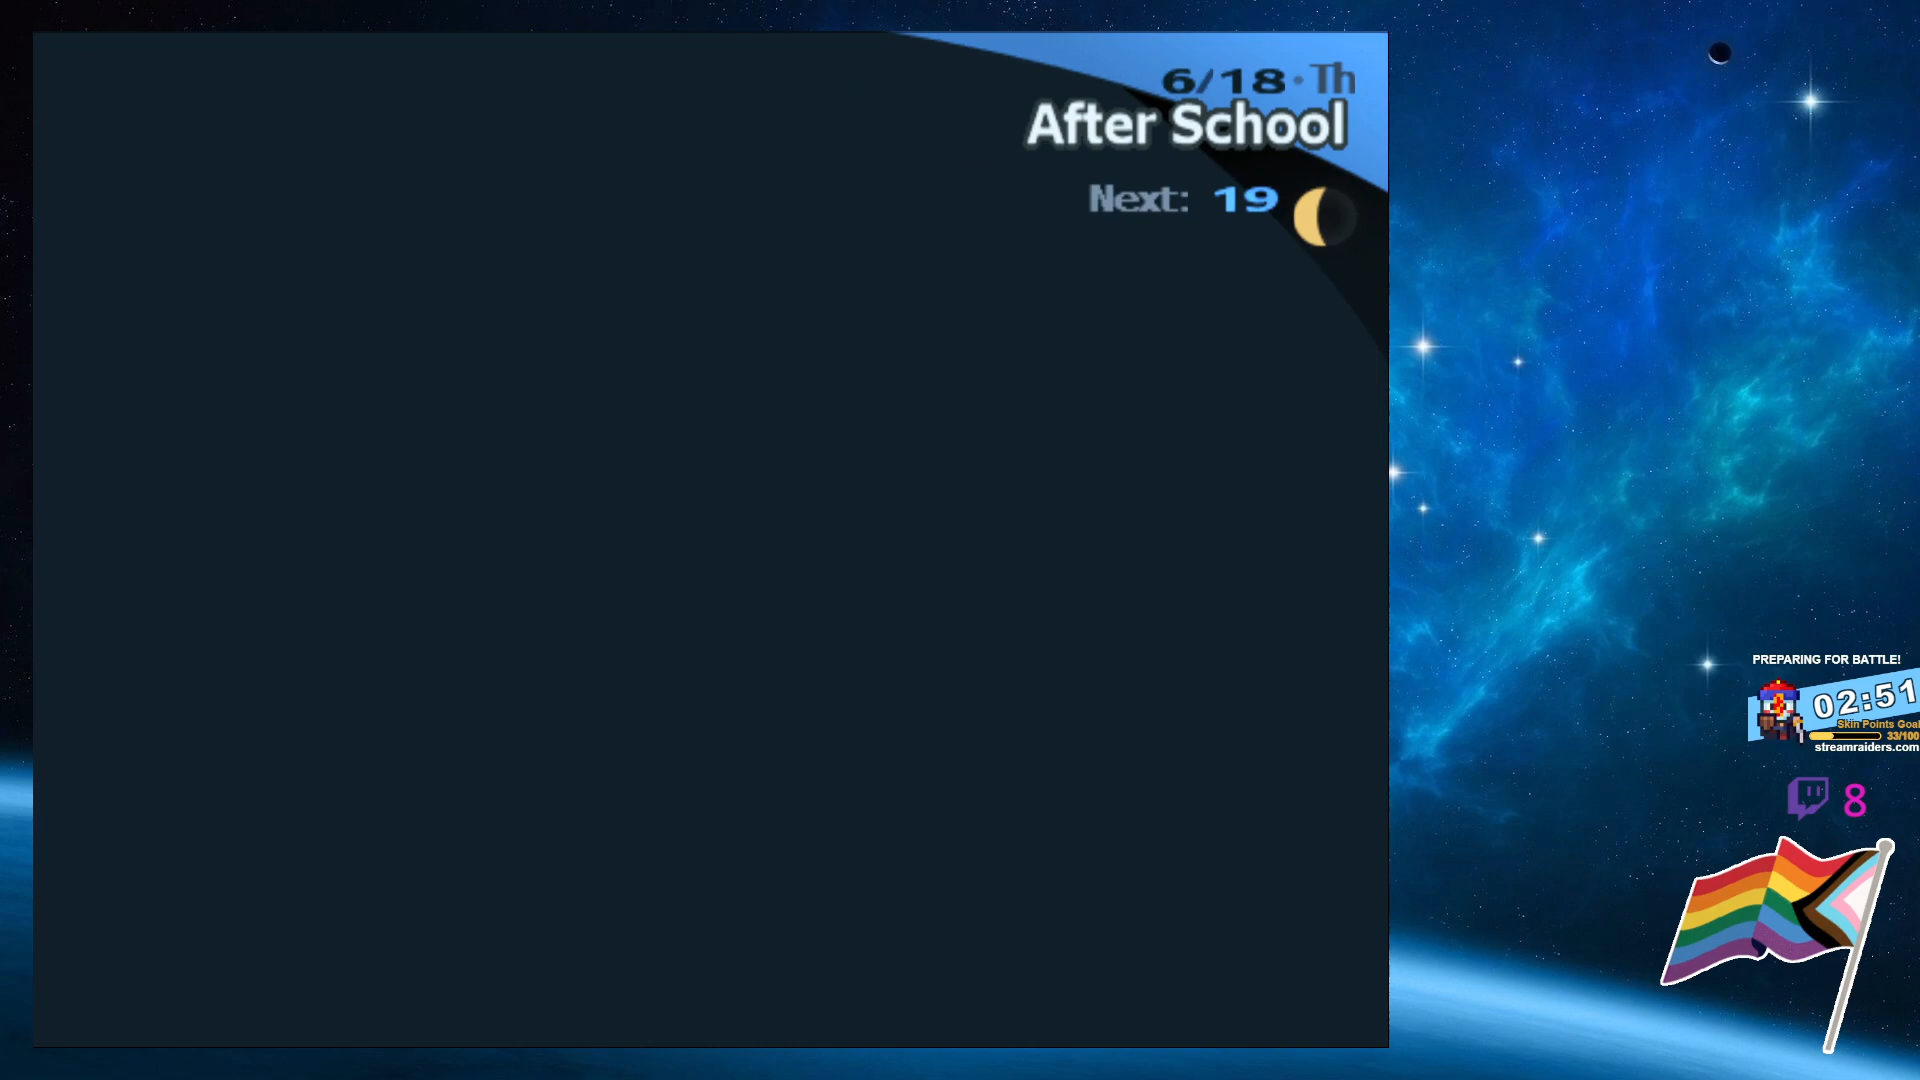 6/18・Th
After School
Next: 19
PREPARING FOR BATTLE!
02:51
Skin Points Goal
33/100
streamraiders.com
8